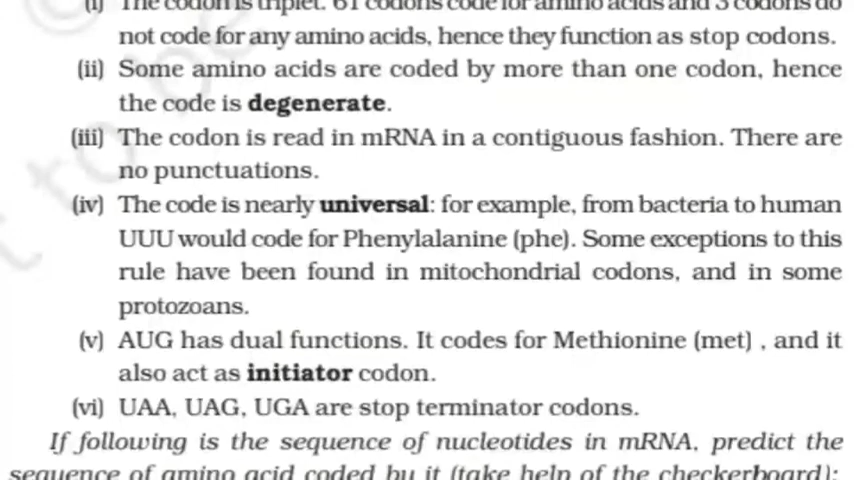 (i) The codon is triplet. 61 codons code for amino acids and 3 codons do
not code for any amino acids, hence they function as stop codons.
(ii) Some amino acids are coded by more than one codon, hence
the code is degenerate.
(iii) The codon is read in mRNA in a contiguous fashion. There are
no punctuations.
(iv) The code is nearly universal: for example, from bacteria to human
UUU would code for Phenylalanine (phe). Some exceptions to this
rule have been found in mitochondrial codons, and in some
protozoans.
(v) AUG has dual functions. It codes for Methionine (met) , and it
also act as initiator codon.
(vi) UAA, UAG, UGA are stop terminator codons.
If following is the sequence of nucleotides in mRNA, predict the
sequence of amino acid coded by it (take help of the checkerboard):